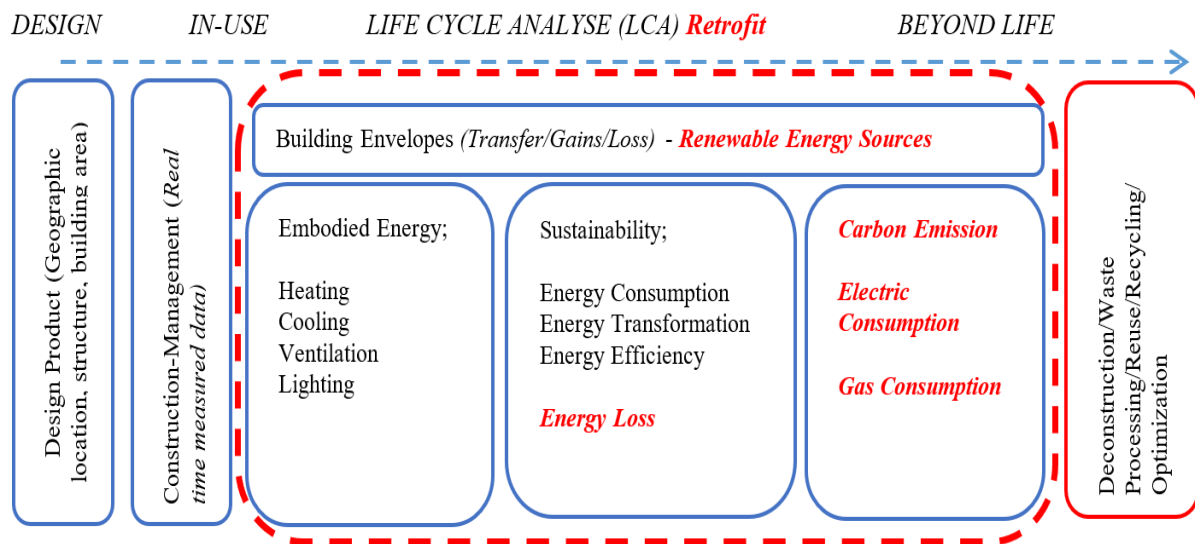 DESIGN IN-USE LIFE CYCLE ANALYSE (LCA) Retrofit BEYOND LIFE
Design Product (Geographic
location, structure, building area)
Construction-Management (Real
time measured data)
Building Envelopes (Transfer/Gains/Loss) - Renewable Energy Sources
Embodied Energy;
Heating
Cooling
Ventilation
Lighting
Sustainability;
Energy Consumption
Energy Transformation
Energy Efficiency
Energy Loss
Carbon Emission
Electric
Consumption
Gas Consumption
Deconstruction/Waste
Processing/Reuse/Recycling/
Optimization